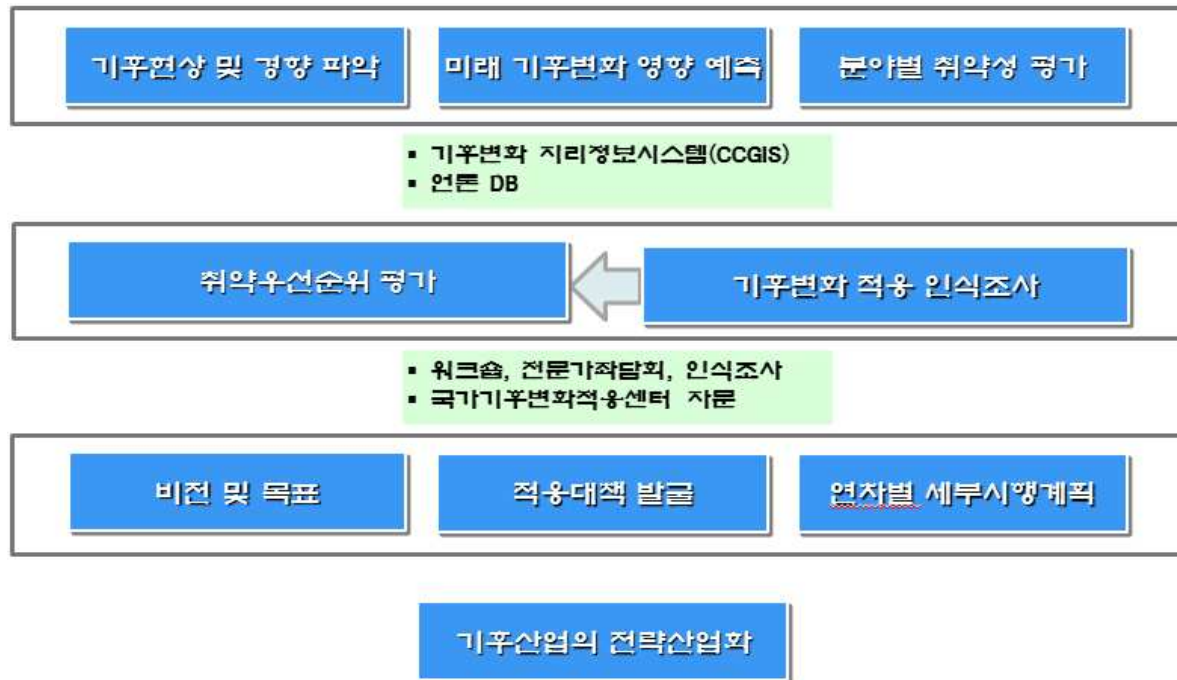 기후현상 및 경향 파악
미래 기후변화 영향 예측
분야별 취약성 평가
▪ 기후변화 지리정보시스템(CCGIS)
▪ 언론 DB
취약우선순위 평가
기후변화 적응 인식조사
▪ 워크숍, 전문가좌담회, 인식조사
▪ 국가기후변화적응센터 자문
비전 및 목표
적응대책 발굴
연차별 세부시행계획
기후산업의 전략산업화